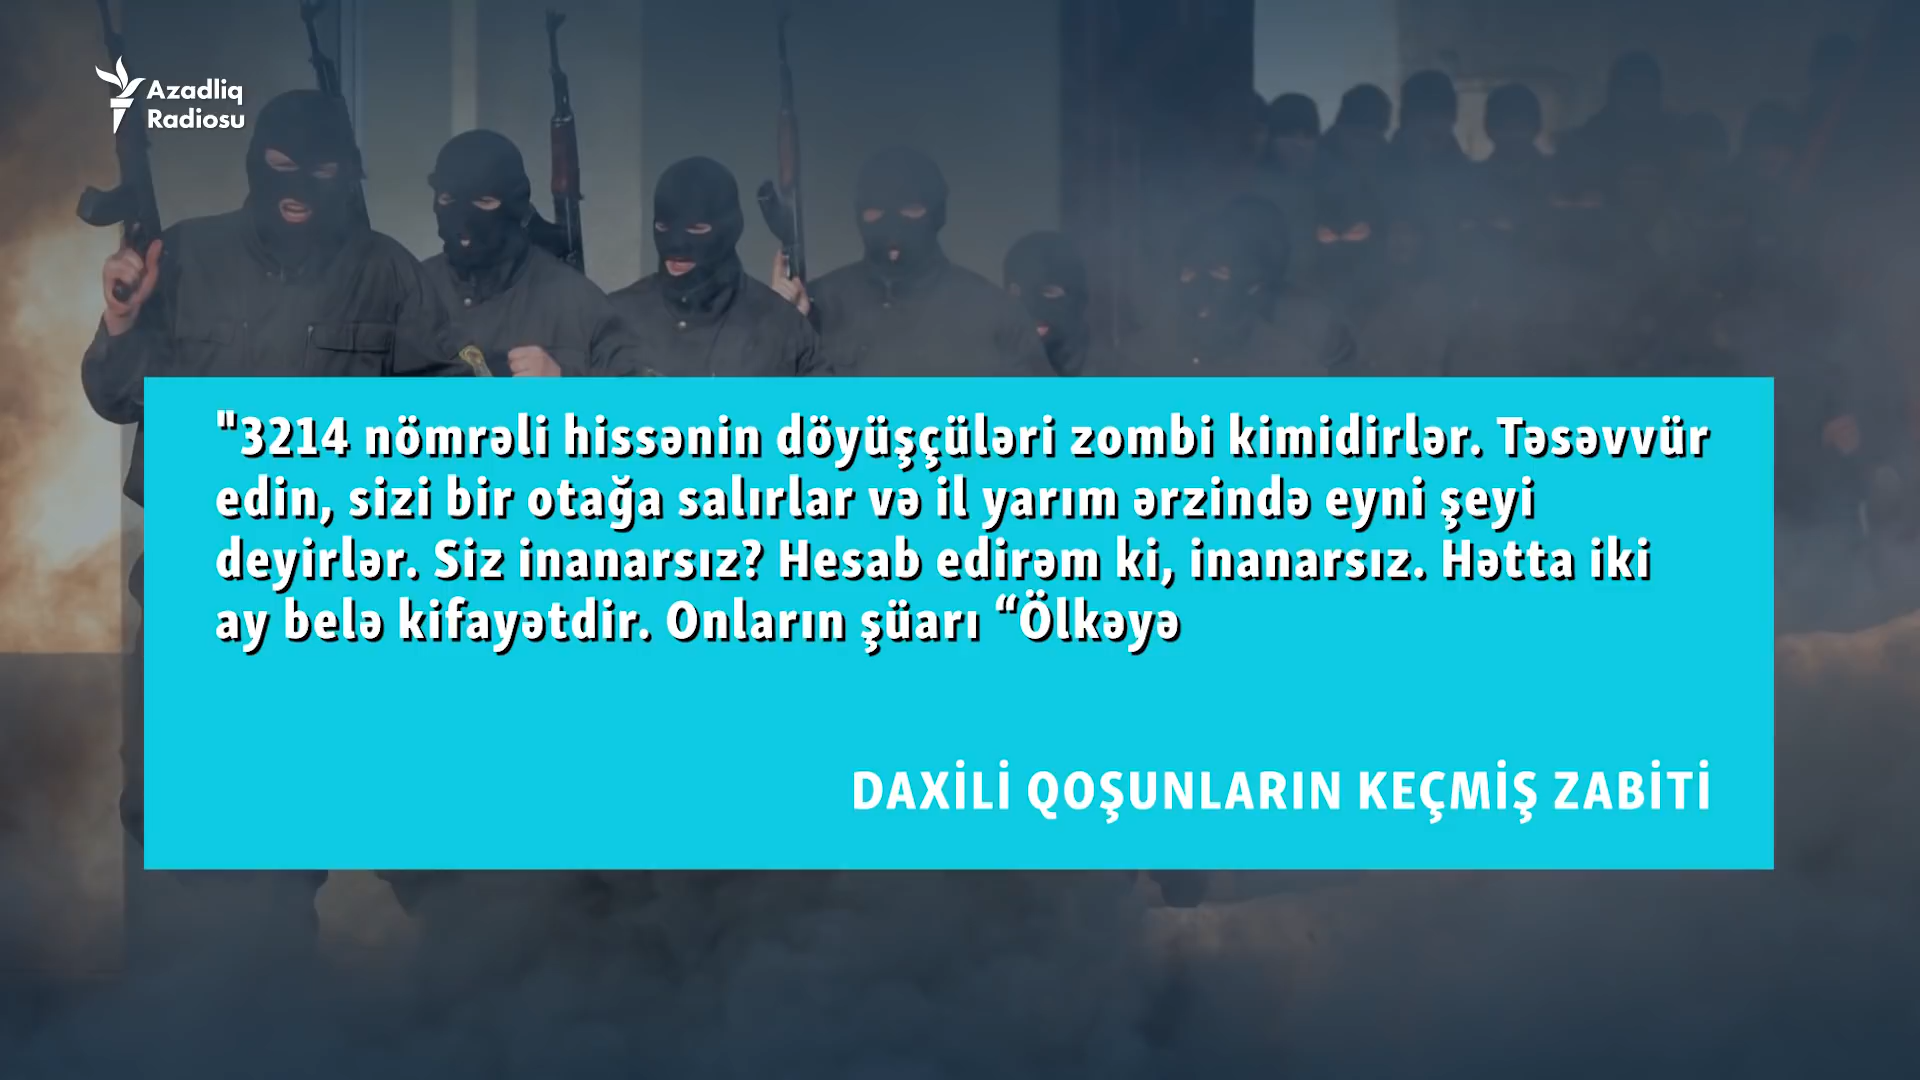 Azadliq
Radiosu
"3214 nömrəli hissənin döyüşçüləri zombi kimidirlər. Təsəvvür
edin, sizi bir otağa salırlar və il yarım ərzində eyni şeyi
deyirlər. Siz inanarsız? Hesab edirəm ki, inanarsız. Hətta iki
ay belə kifayətdir. Onların şüarı “Ölkəyə
DAXİLİ QOŞUNLARIN KEÇMİŞ ZABİTİ